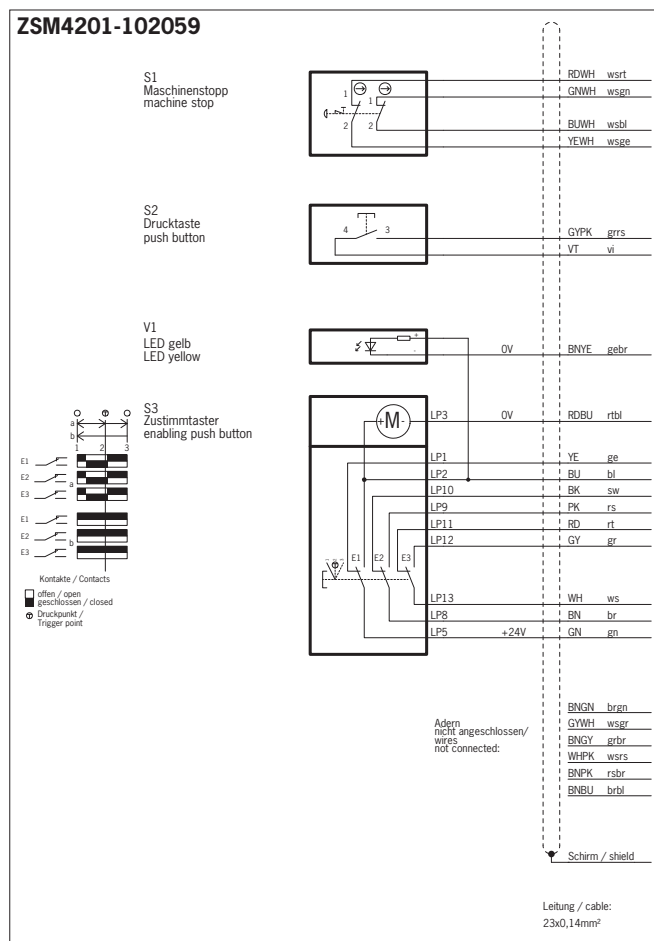 ZSM4201-102059
S1
Maschinenstopp
machine stop
1
1
2
2
RDWH wsrt
GNWH wsgn
BUWH wsbl
YEWH wsge
S2
Drucktaste
push button
4
3
GYPK grrs
VT vi
V1
LED gelb
LED yellow
+
-
0V BNYE gebr
S3
Zustimmtaster
enabling push button
+M-
LP3 0V RDBU rtbl
LP1 YE ge
LP2 BU bl
LP10 BK sw
LP9 PK rs
LP11 RD rt
LP12 GY gr
E1 E2 E3
LP13 WH ws
LP8 BN br
LP5 +24V GN gn
a
b
1 2 3
E1
E2
a
E3
E1
E2
b
E3
Kontakte / Contacts
offen / open
geschlossen / closed
Druckpunkt /
Trigger point
Adern
nicht angeschlossen/
wires
not connected:
BNGN brgn
GYWH wsgr
BNGY grbr
WHPK wsrs
BNPK rsbr
BNBU brbl
Schirm / shield
Leitung / cable:
23x0,14mm²